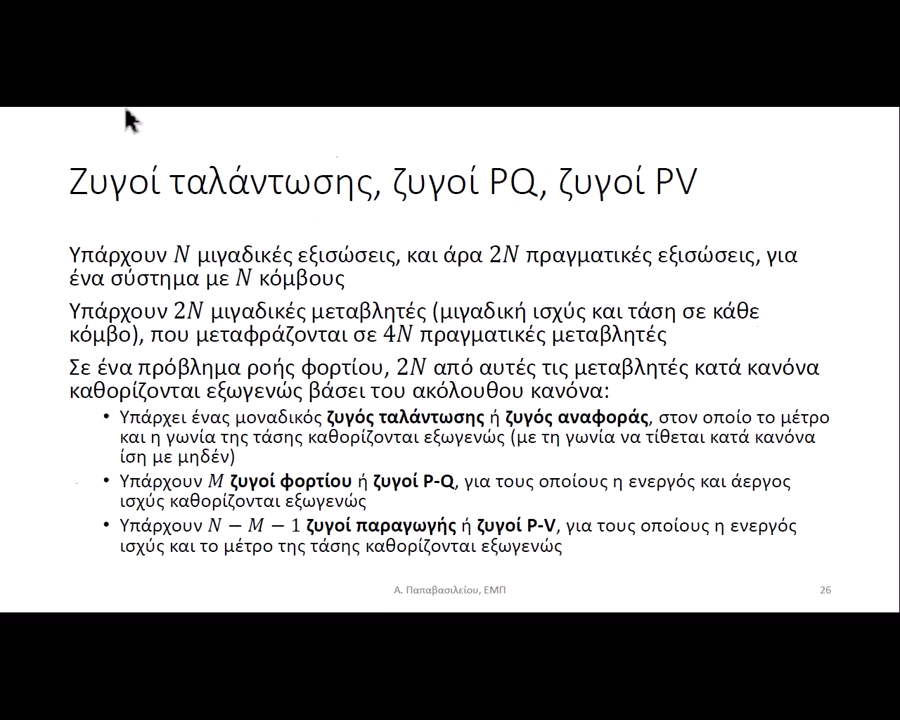 Ζυγοί ταλάντωσης, ζυγοί PQ, ζυγοί PV
Υπάρχουν N μιγαδικές εξισώσεις, και άρα 2N πραγματικές εξισώσεις, για
ένα σύστημα με N κόμβους
Υπάρχουν 2N μιγαδικές μεταβλητές (μιγαδική ισχύς και τάση σε κάθε
κόμβο), που μεταφράζονται σε 4N πραγματικές μεταβλητές
Σε ένα πρόβλημα ροής φορτίου, 2N από αυτές τις μεταβλητές κατά κανόνα
καθορίζονται εξωγενώς βάσει του ακόλουθου κανόνα:
• Υπάρχει ένας μοναδικός ζυγός ταλάντωσης ή ζυγός αναφοράς, στον οποίο το μέτρο
και η γωνία της τάσης καθορίζονται εξωγενώς (με τη γωνία να τίθεται κατά κανόνα
ίση με μηδέν)
• Υπάρχουν M ζυγοί φορτίου ή ζυγοί P-Q, για τους οποίους η ενεργός και άεργος
ισχύς καθορίζονται εξωγενώς
• Υπάρχουν N − M − 1 ζυγοί παραγωγής ή ζυγοί P-V, για τους οποίους η ενεργός
ισχύς και το μέτρο της τάσης καθορίζονται εξωγενώς
Α. Παπαβασιλείου, ΕΜΠ
26